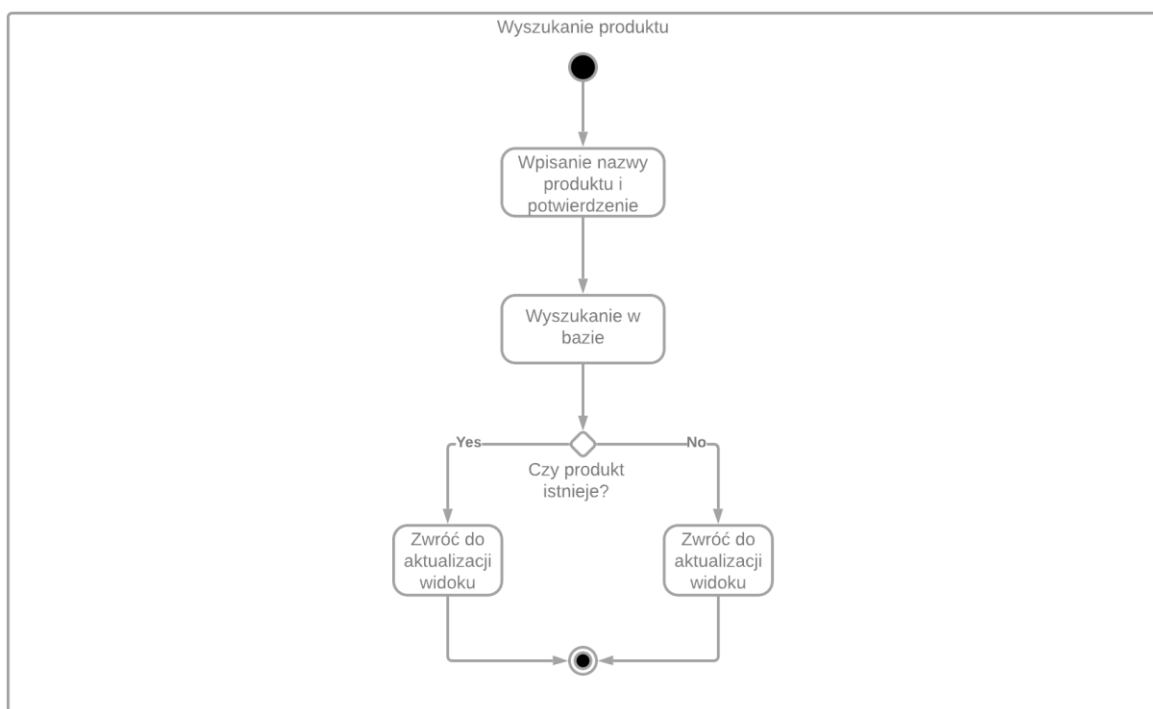 Wyszukanie produktu
Wpisanie nazwy
produktu i
potwierdzenie
Wyszukanie w
bazie
Yes
No
Czy produkt
istnieje?
Zwróć do
aktualizacji
widoku
Zwróć do
aktualizacji
widoku